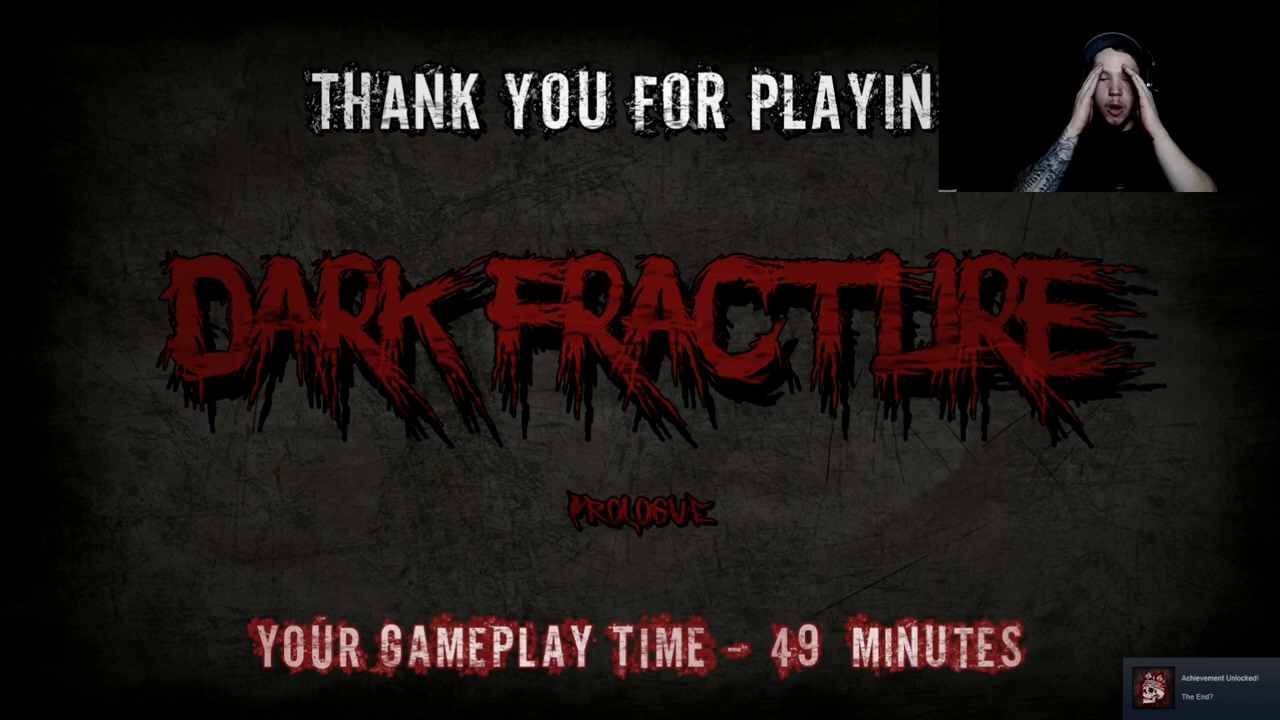 THANK YOU FOR PLAYIN
DARK FRACTURE
PROLOGUE
YOUR GAMEPLAY TIME - 49 MINUTES
Achievement Unlocked!
The End?